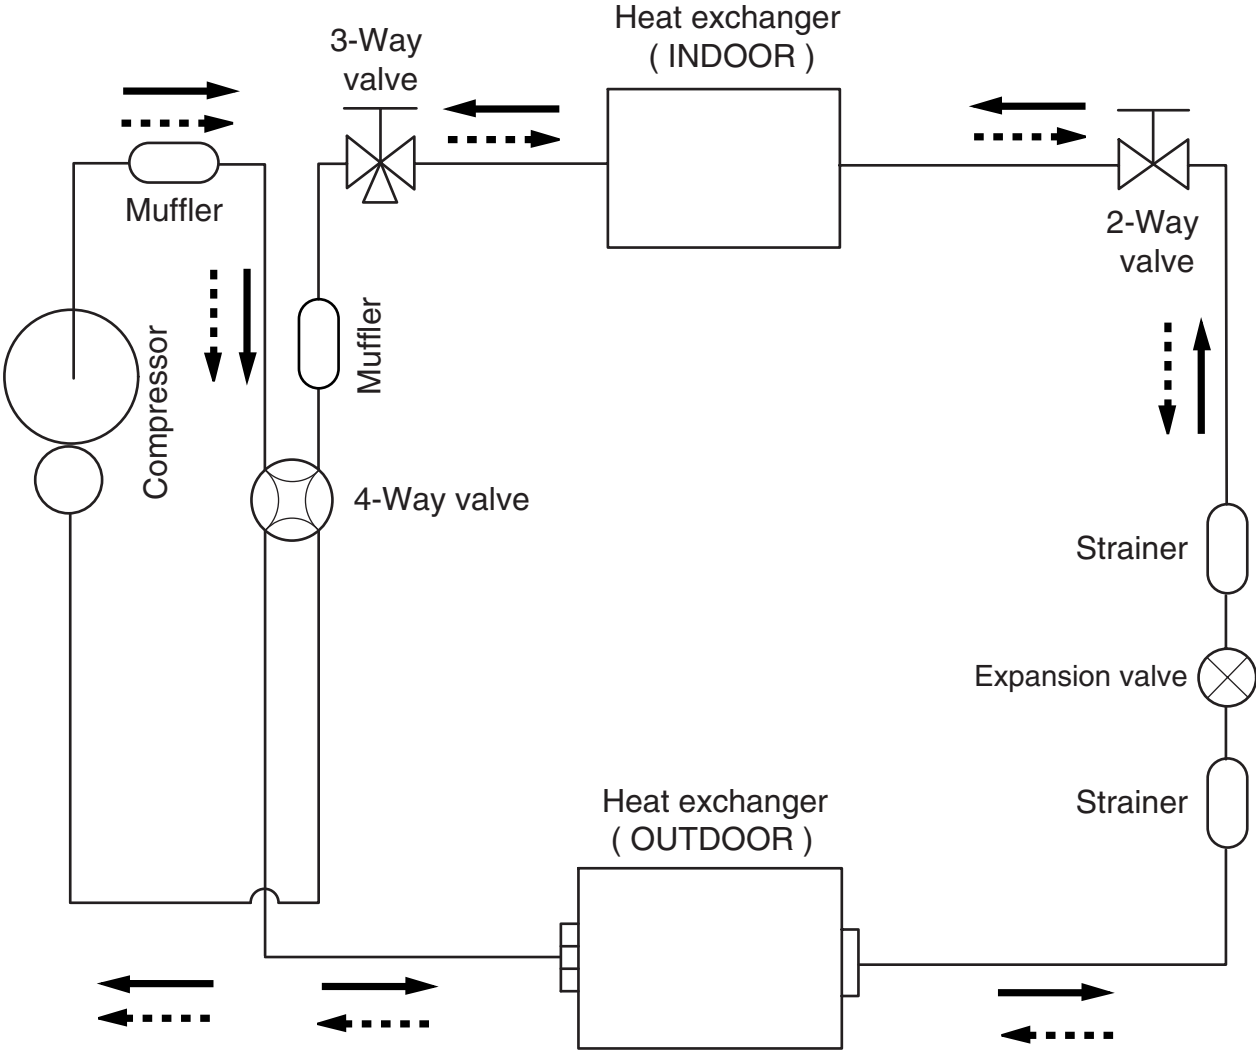 Heat exchanger
( INDOOR )
3-Way
valve
Muffler
2-Way
valve
Muffler
Compressor
4-Way valve
Strainer
Expansion valve
Strainer
Heat exchanger
( OUTDOOR )